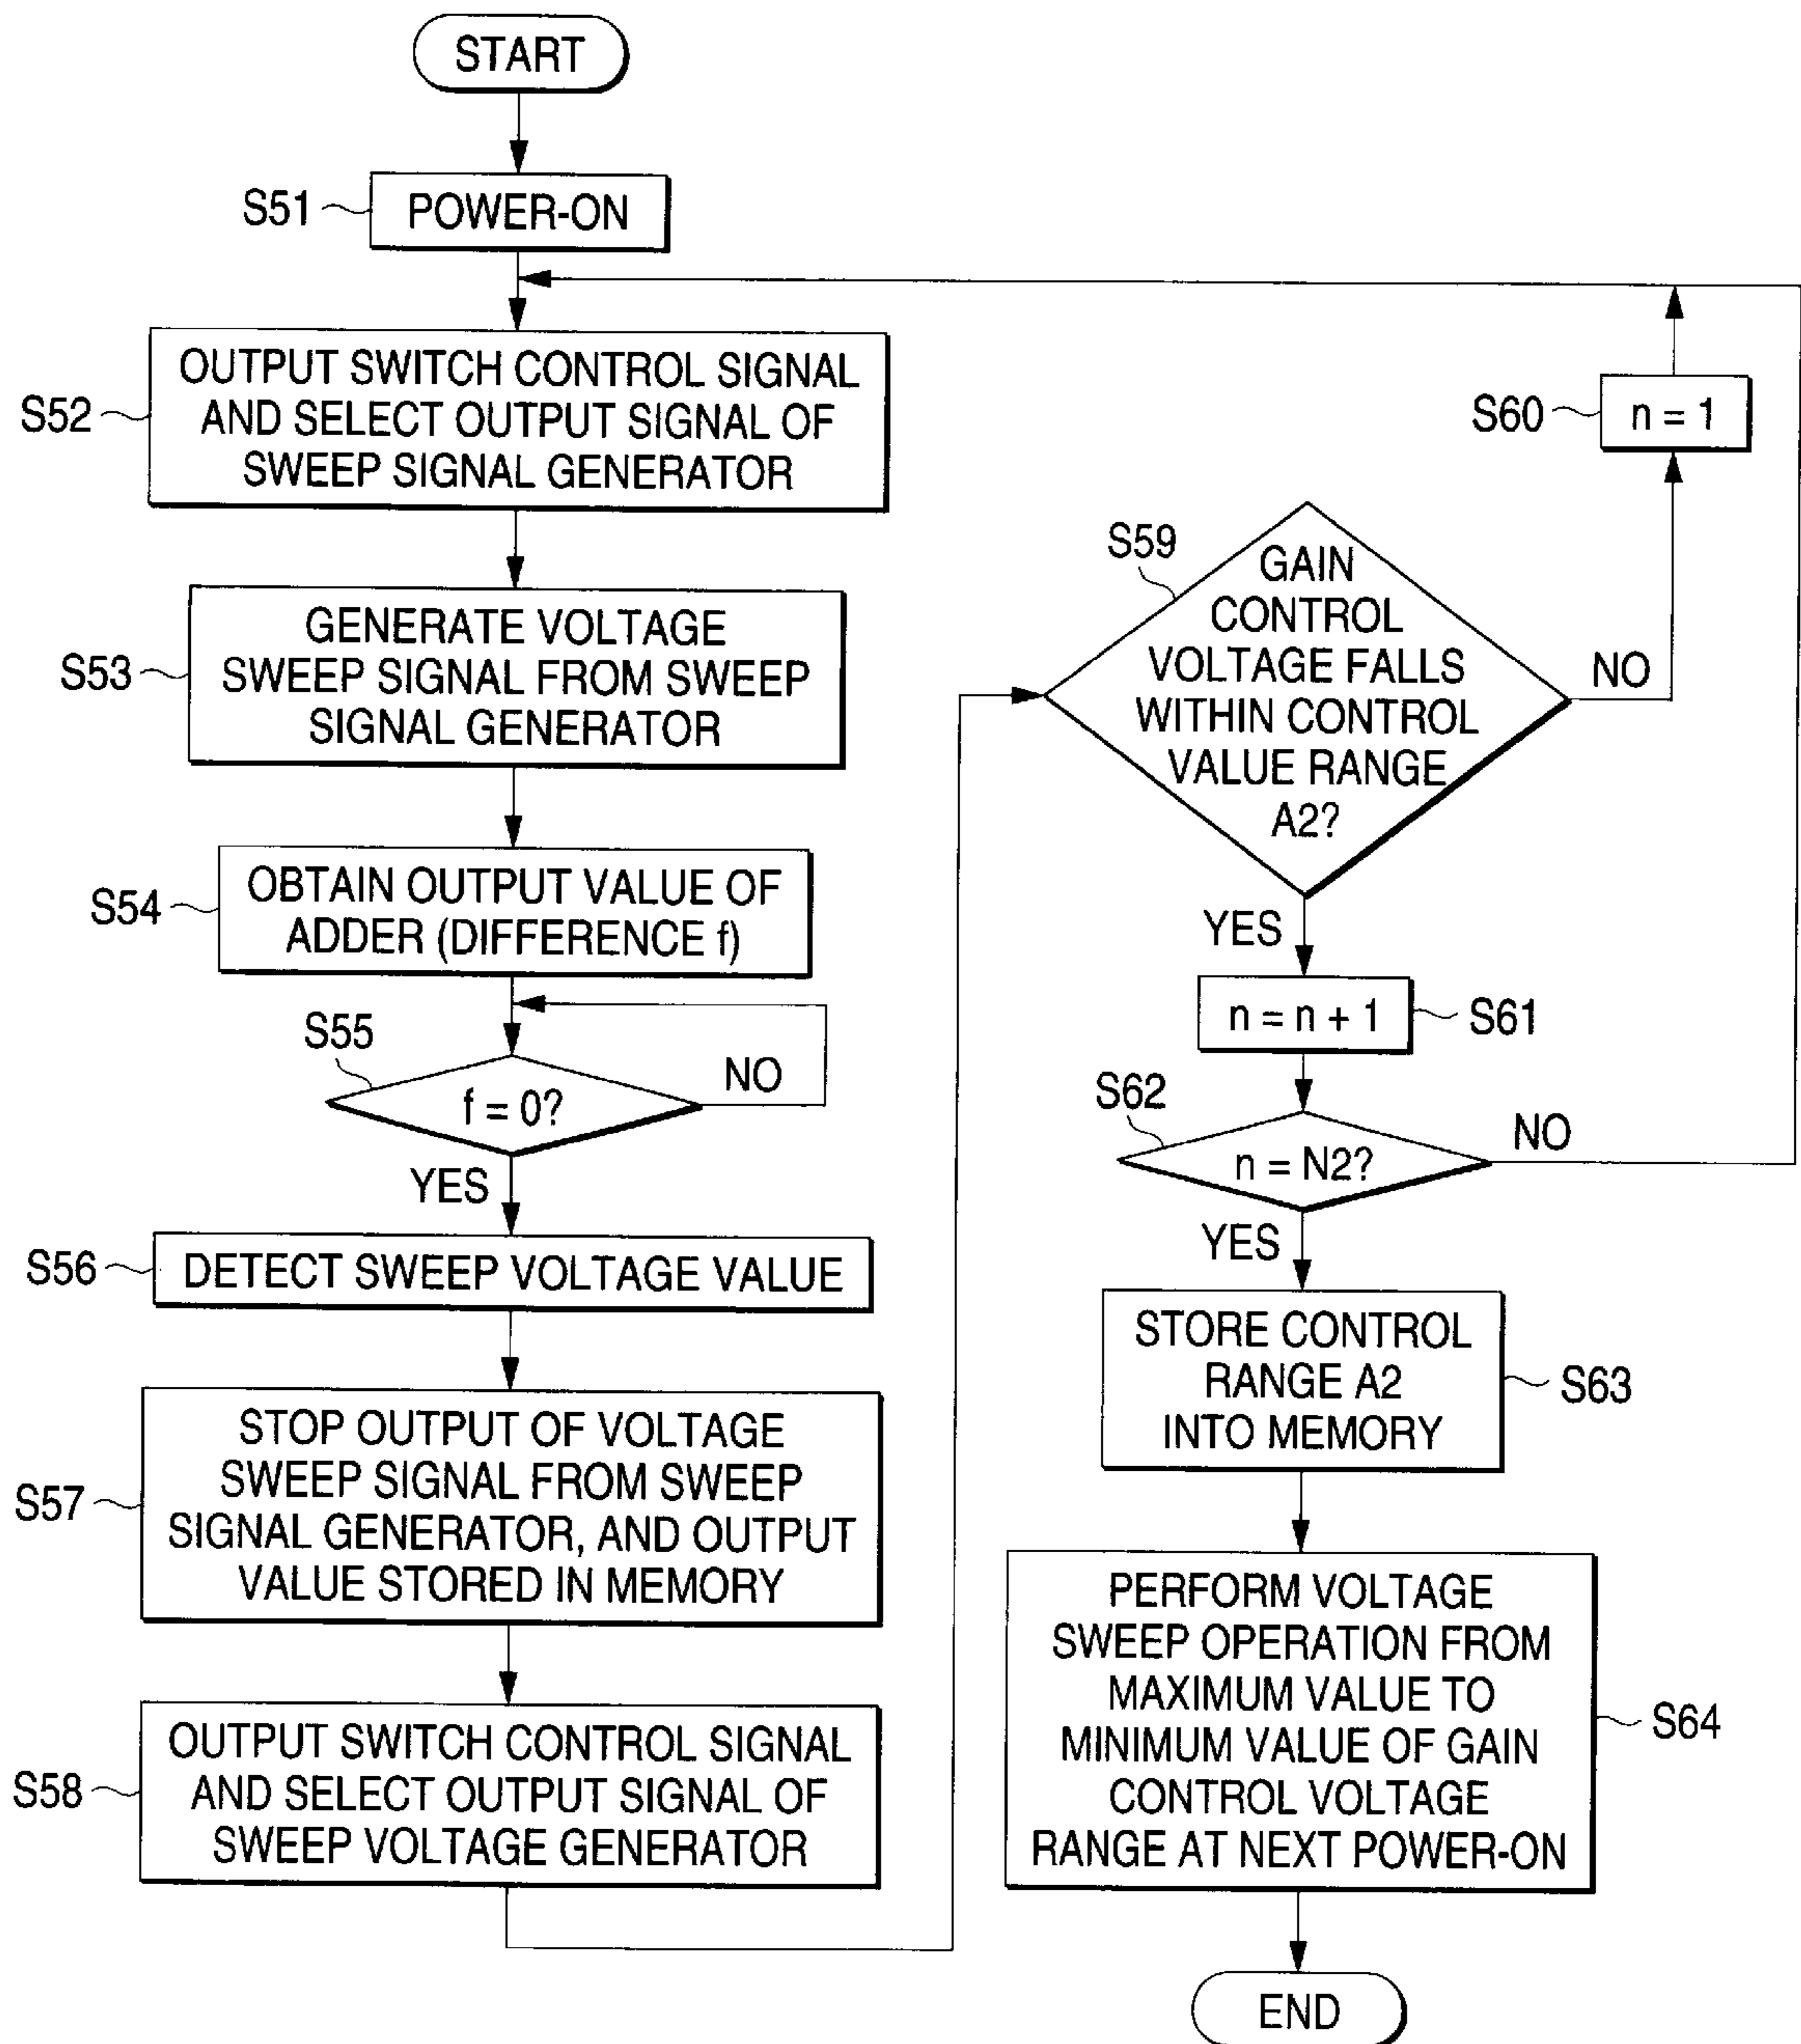 START
S51
POWER-ON
S52
OUTPUT SWITCH CONTROL SIGNAL
AND SELECT OUTPUT SIGNAL OF
SWEEP SIGNAL GENERATOR
S53
GENERATE VOLTAGE
SWEEP SIGNAL FROM SWEEP
SIGNAL GENERATOR
S54
OBTAIN OUTPUT VALUE OF
ADDER (DIFFERENCE f)
S55
f = 0?
NO
YES
S56
DETECT SWEEP VOLTAGE VALUE
S57
STOP OUTPUT OF VOLTAGE
SWEEP SIGNAL FROM SWEEP
SIGNAL GENERATOR, AND OUTPUT
VALUE STORED IN MEMORY
S58
OUTPUT SWITCH CONTROL SIGNAL
AND SELECT OUTPUT SIGNAL OF
SWEEP VOLTAGE GENERATOR
S59
GAIN
CONTROL
VOLTAGE FALLS
WITHIN CONTROL
VALUE RANGE
A2?
NO
S60
n = 1
YES
n = n + 1
S61
S62
n = N2?
NO
YES
STORE CONTROL
RANGE A2
INTO MEMORY
S63
PERFORM VOLTAGE
SWEEP OPERATION FROM
MAXIMUM VALUE TO
MINIMUM VALUE OF GAIN
CONTROL VOLTAGE
RANGE AT NEXT POWER-ON
S64
END